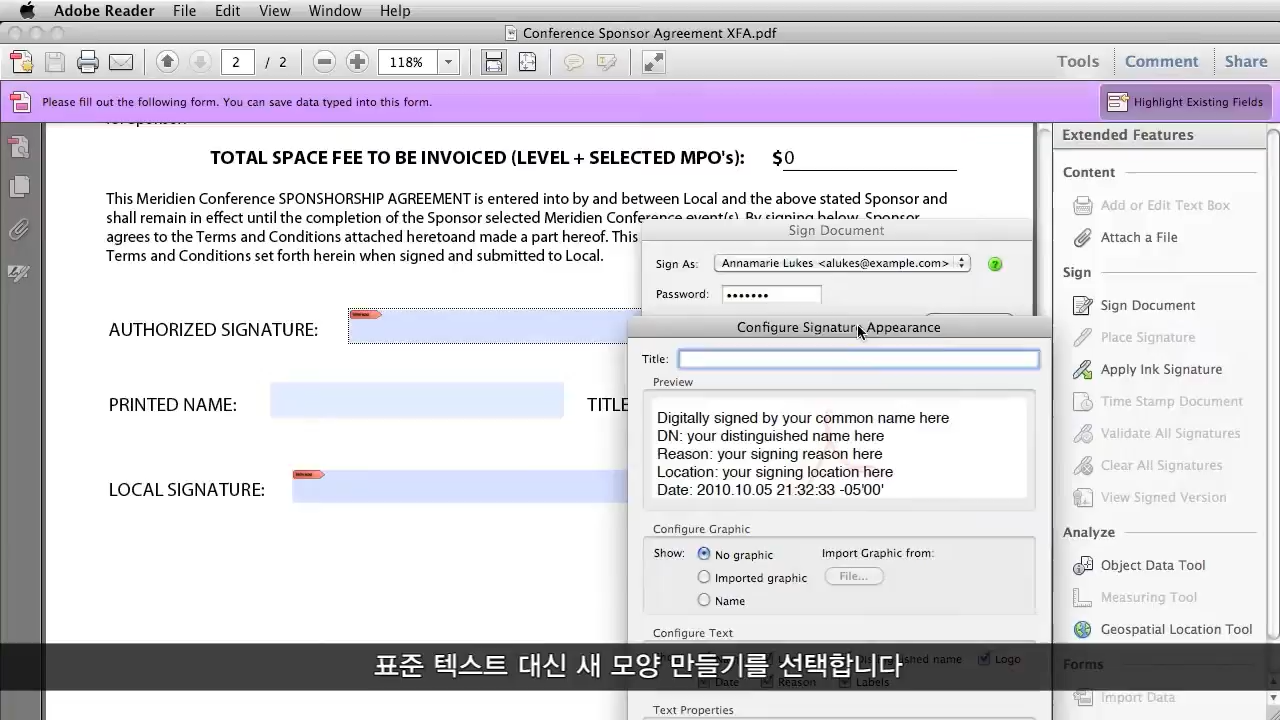 Adobe Reader File Edit View Window Help
Conference Sponsor Agreement XFA.pdf
2 / 2 118% Tools Comment Share
Please fill out the following form. You can save data typed into this form.
Highlight Existing Fields
TOTAL SPACE FEE TO BE INVOICED (LEVEL + SELECTED MPO's): $0
This Meridien Conference SPONSHORSHIP AGREEMENT is entered into by and between Local and the above stated Sponsor and
shall remain in effect until the completion of the Sponsor selected Meridien Conference event(s). By signing below, Sponsor
agrees to the Terms and Conditions attached heretoand made a part hereof. This
Terms and Conditions set forth herein when signed and submitted to Local.
AUTHORIZED SIGNATURE:
PRINTED NAME:
TITLE
LOCAL SIGNATURE:
Sign Document
Sign As: Annamarie Lukes <alukes@example.com>
Password: •••••••
Configure Signature Appearance
Title:
Preview
Digitally signed by your common name here
DN: your distinguished name here
Reason: your signing reason here
Location: your signing location here
Date: 2010.10.05 21:32:33 -05'00'
Configure Graphic
Show: No graphic
Imported graphic
Name
Import Graphic from:
File...
Configure Text
name Logo
Date Reason Labels
Text Properties
Extended Features
Content
Add or Edit Text Box
Attach a File
Sign
Sign Document
Place Signature
Apply Ink Signature
Time Stamp Document
Validate All Signatures
Clear All Signatures
View Signed Version
Analyze
Object Data Tool
Measuring Tool
Geospatial Location Tool
Forms
Import Data
표준 텍스트 대신 새 모양 만들기를 선택합니다